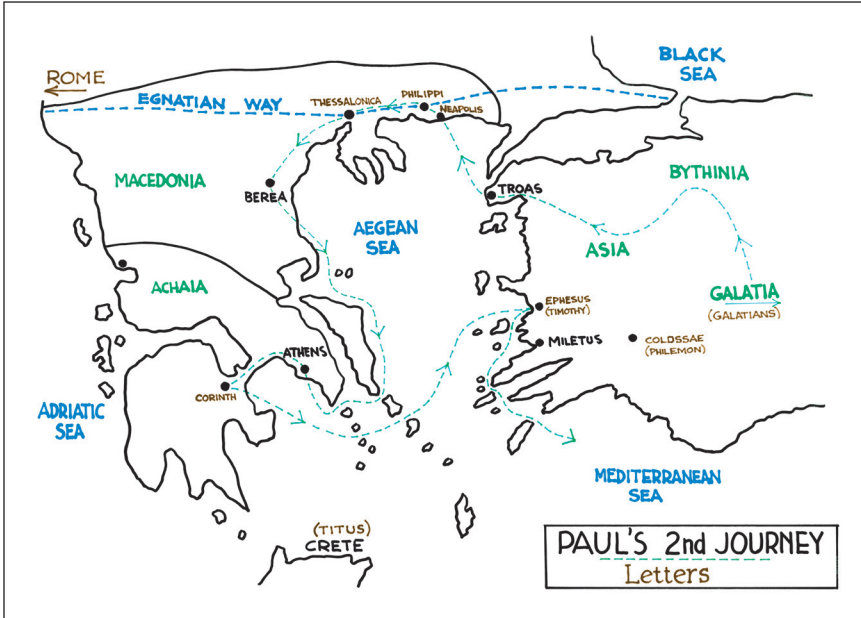 ROME
EGNATIAN WAY
THESSALONICA
PHILIPPI
NEAPOLIS
BLACK
SEA
MACEDONIA
BEREA
TROAS
BYTHINIA
AEGEAN
SEA
ASIA
ACHAIA
GALATIA
(GALATIANS)
EPHESUS
(TIMOTHY)
MILETUS
COLOSSAE
(PHILEMON)
ATHENS
CORINTH
ADRIATIC
SEA
MEDITERRANEAN
SEA
(TITUS)
CRETE
PAUL'S 2nd JOURNEY
Letters